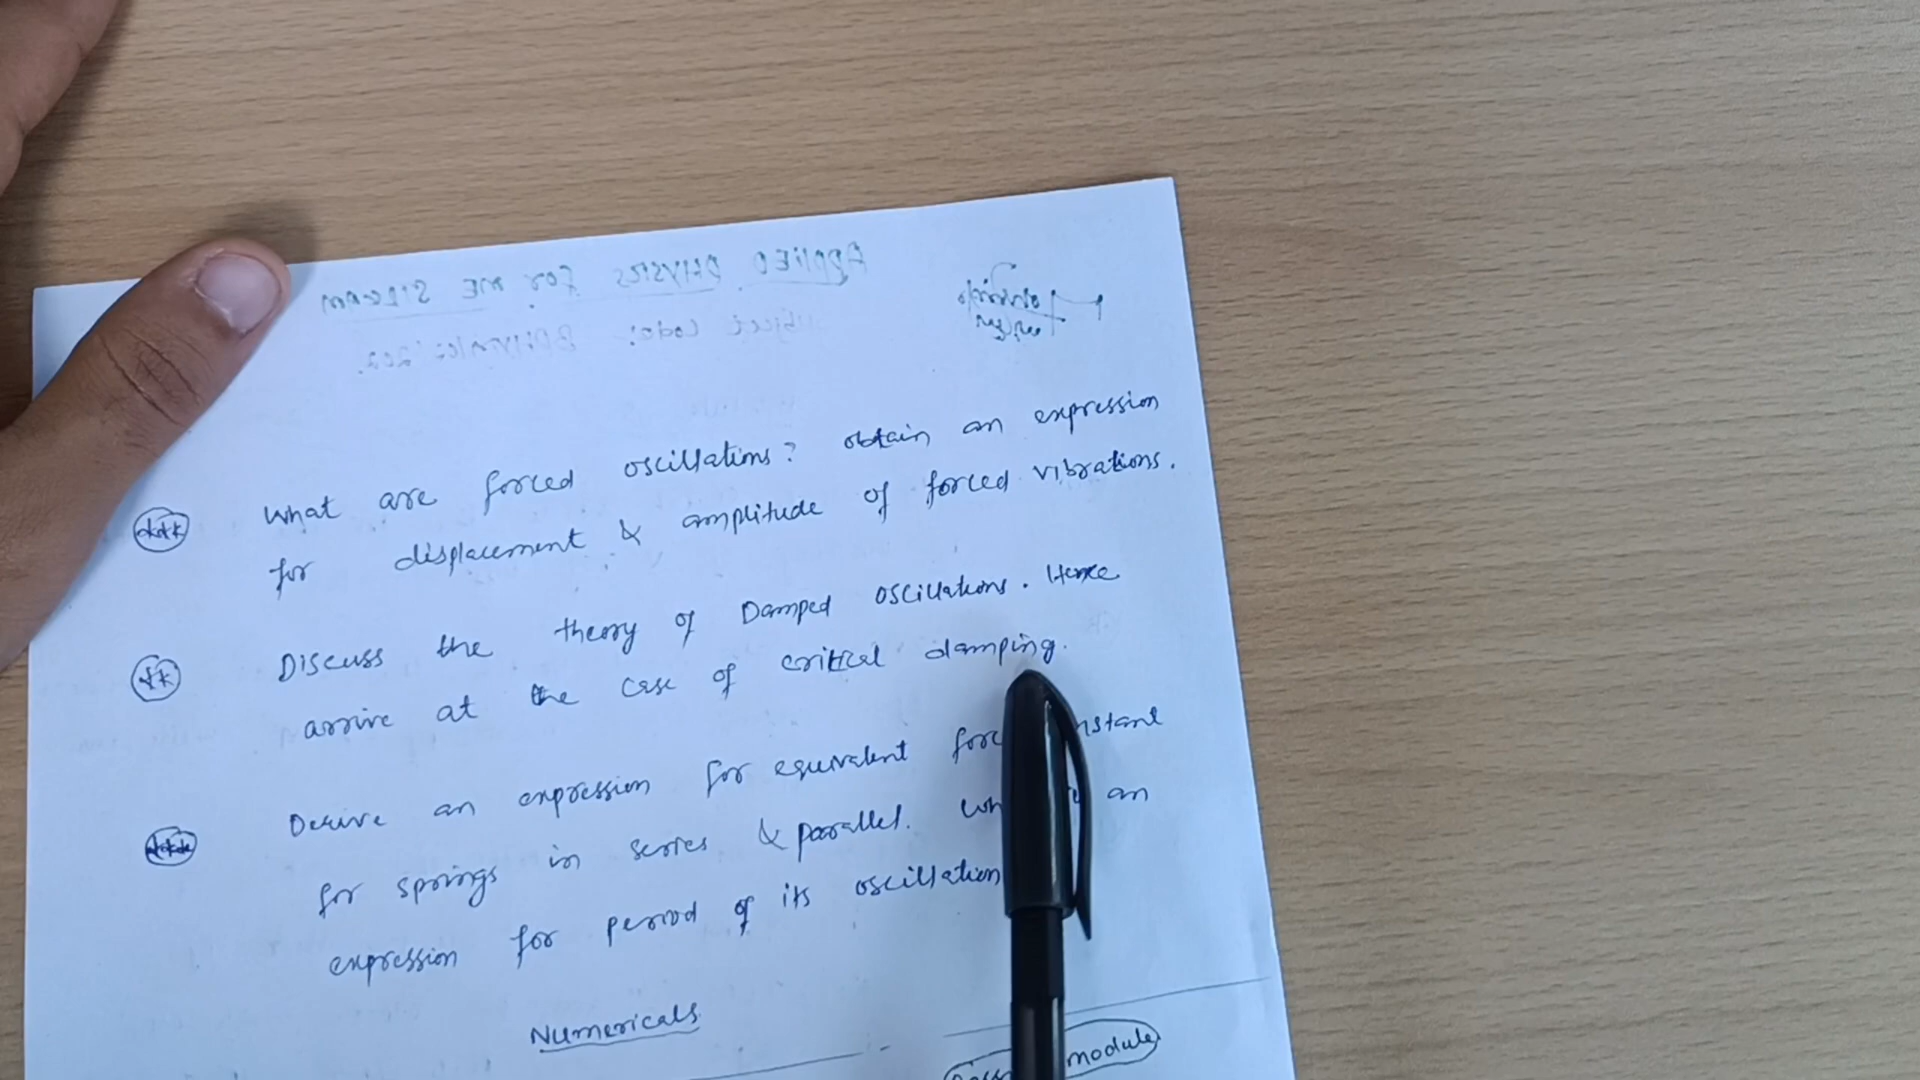 What are forced oscillations? obtain an expression
for displacement & amplitude of forced vibrations.
Discuss the theory of Damped oscillations. Hence
arrive at the case of critical damping.
Derive an expression for equivalent
for springs in series & parallel. an
expression for period of its oscillation
Numericals
module